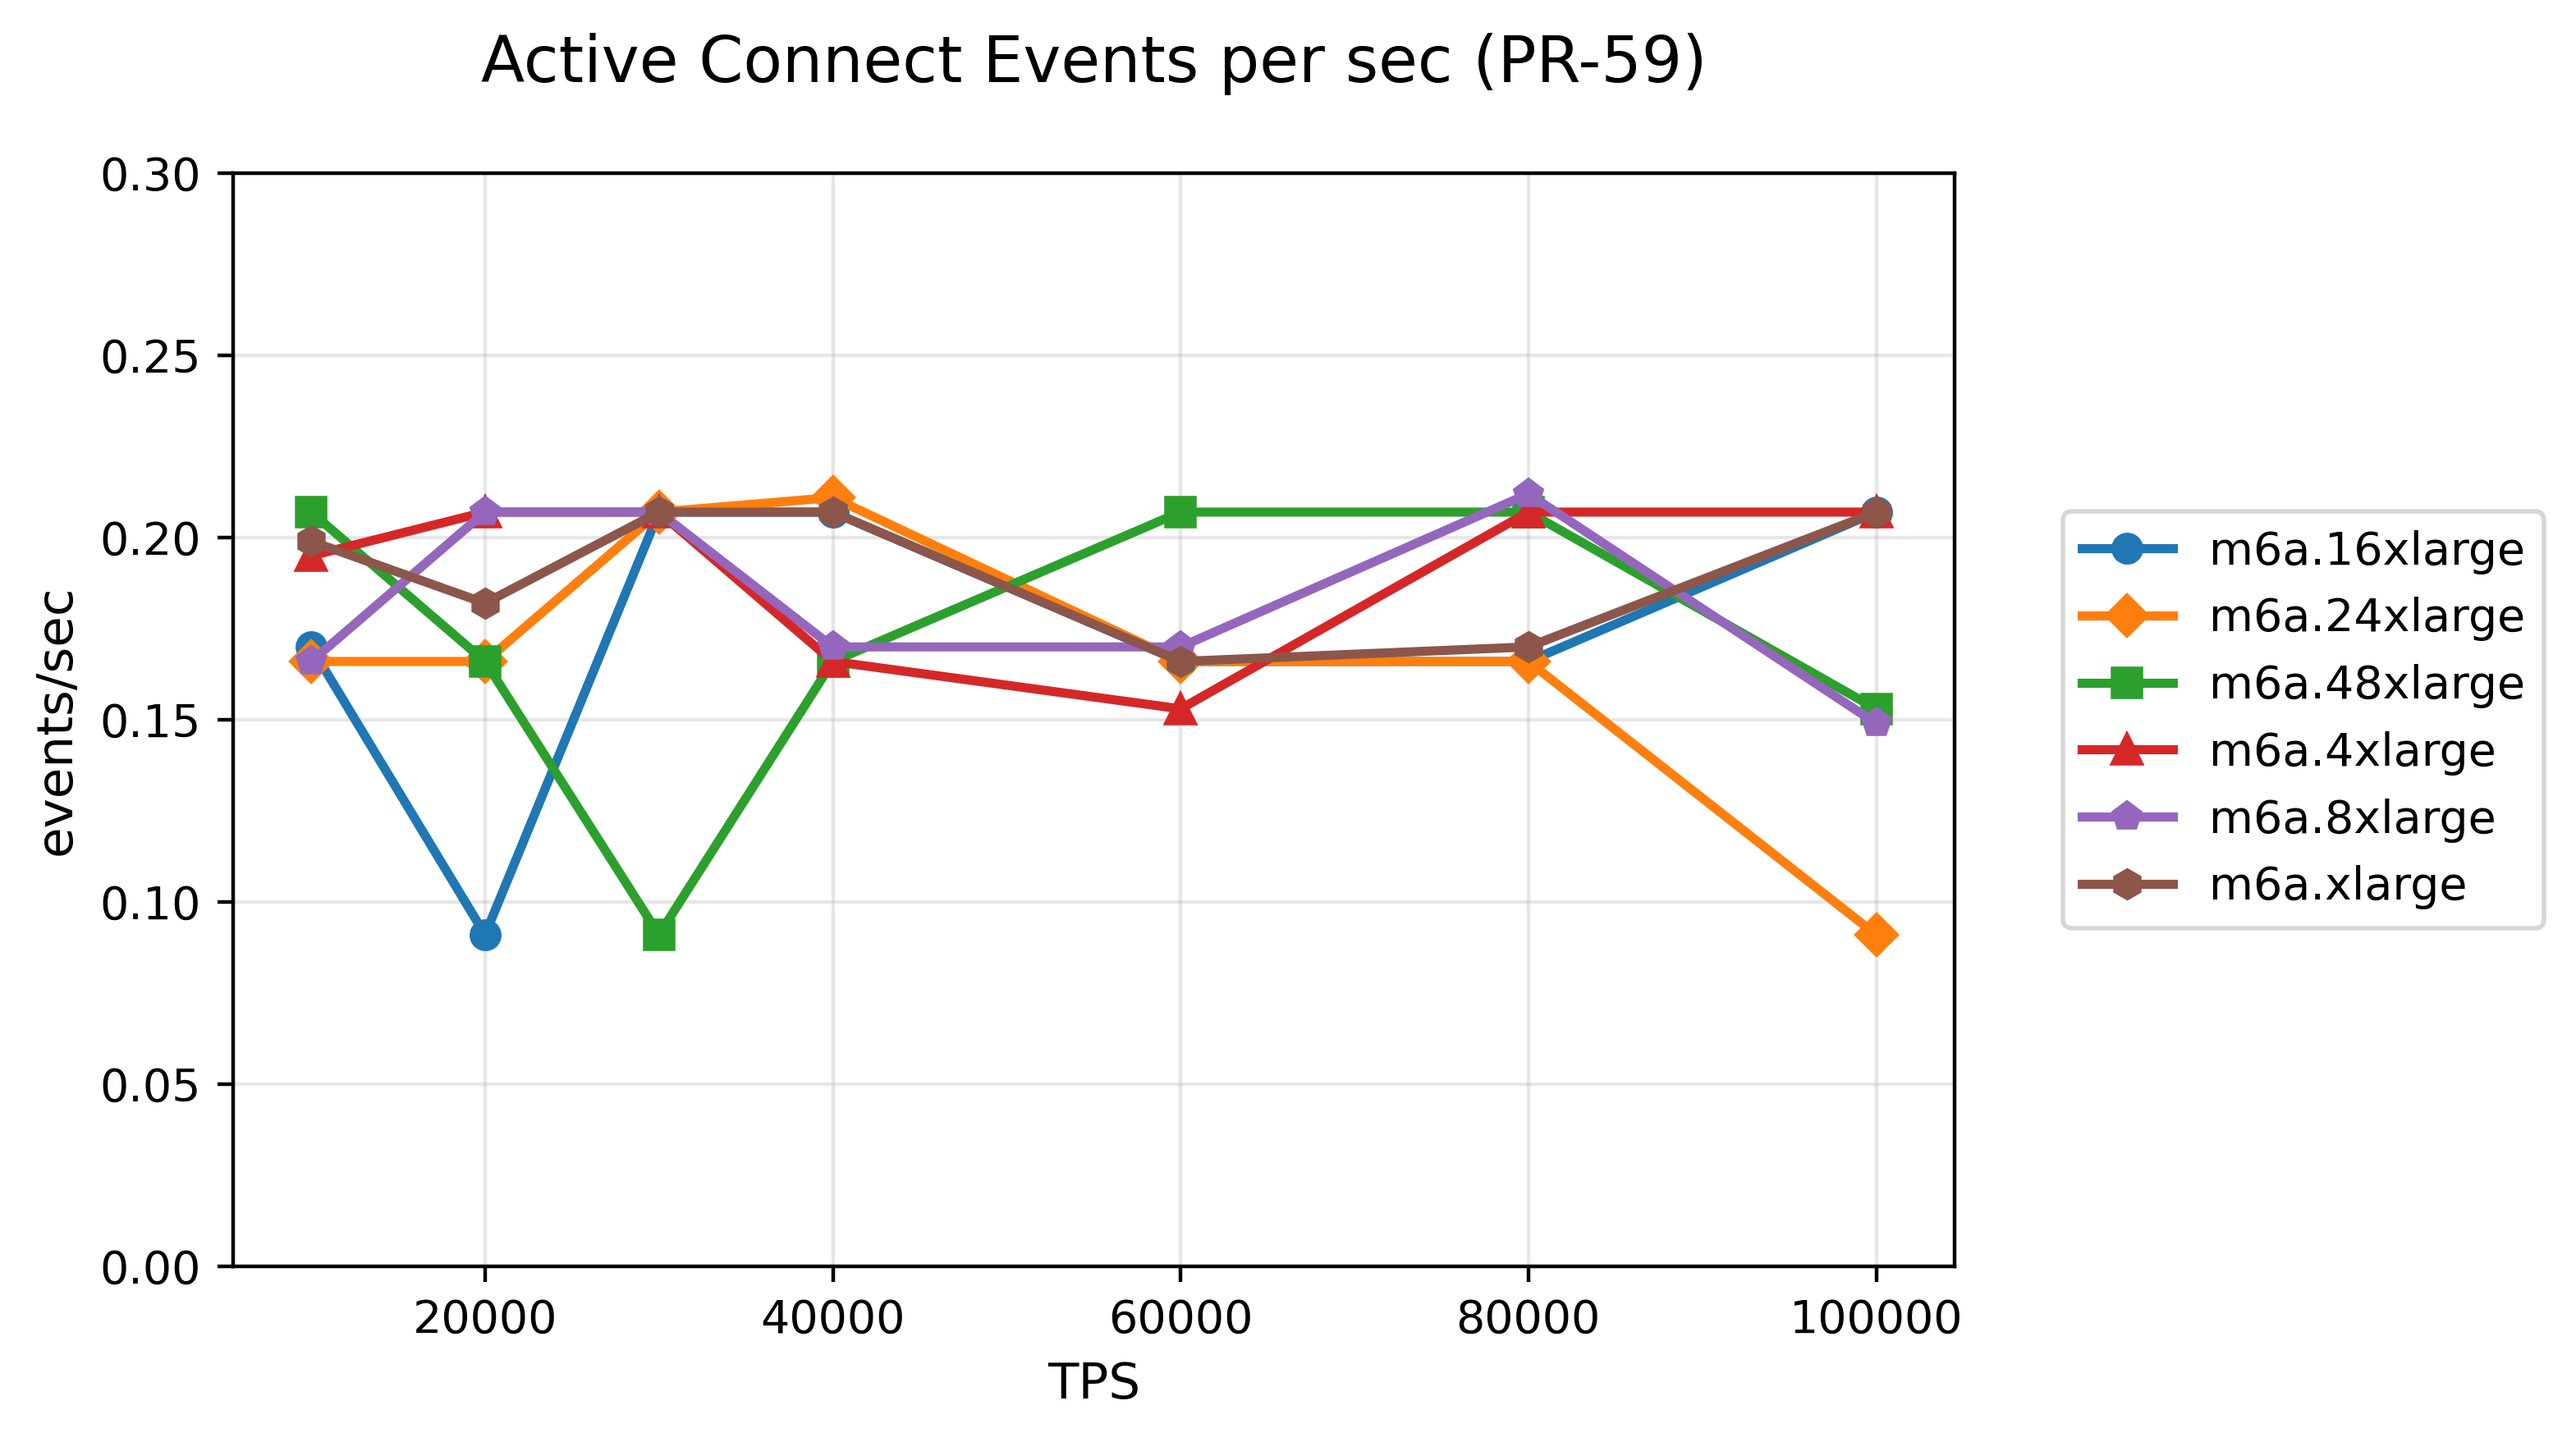 Active Connect Events per sec (PR-59)
0.30
0.25
0.20
0.15
0.10
0.05
0.00
events/sec
20000 40000 60000 80000 100000
TPS
m6a.16xlarge
m6a.24xlarge
m6a.48xlarge
m6a.4xlarge
m6a.8xlarge
m6a.xlarge